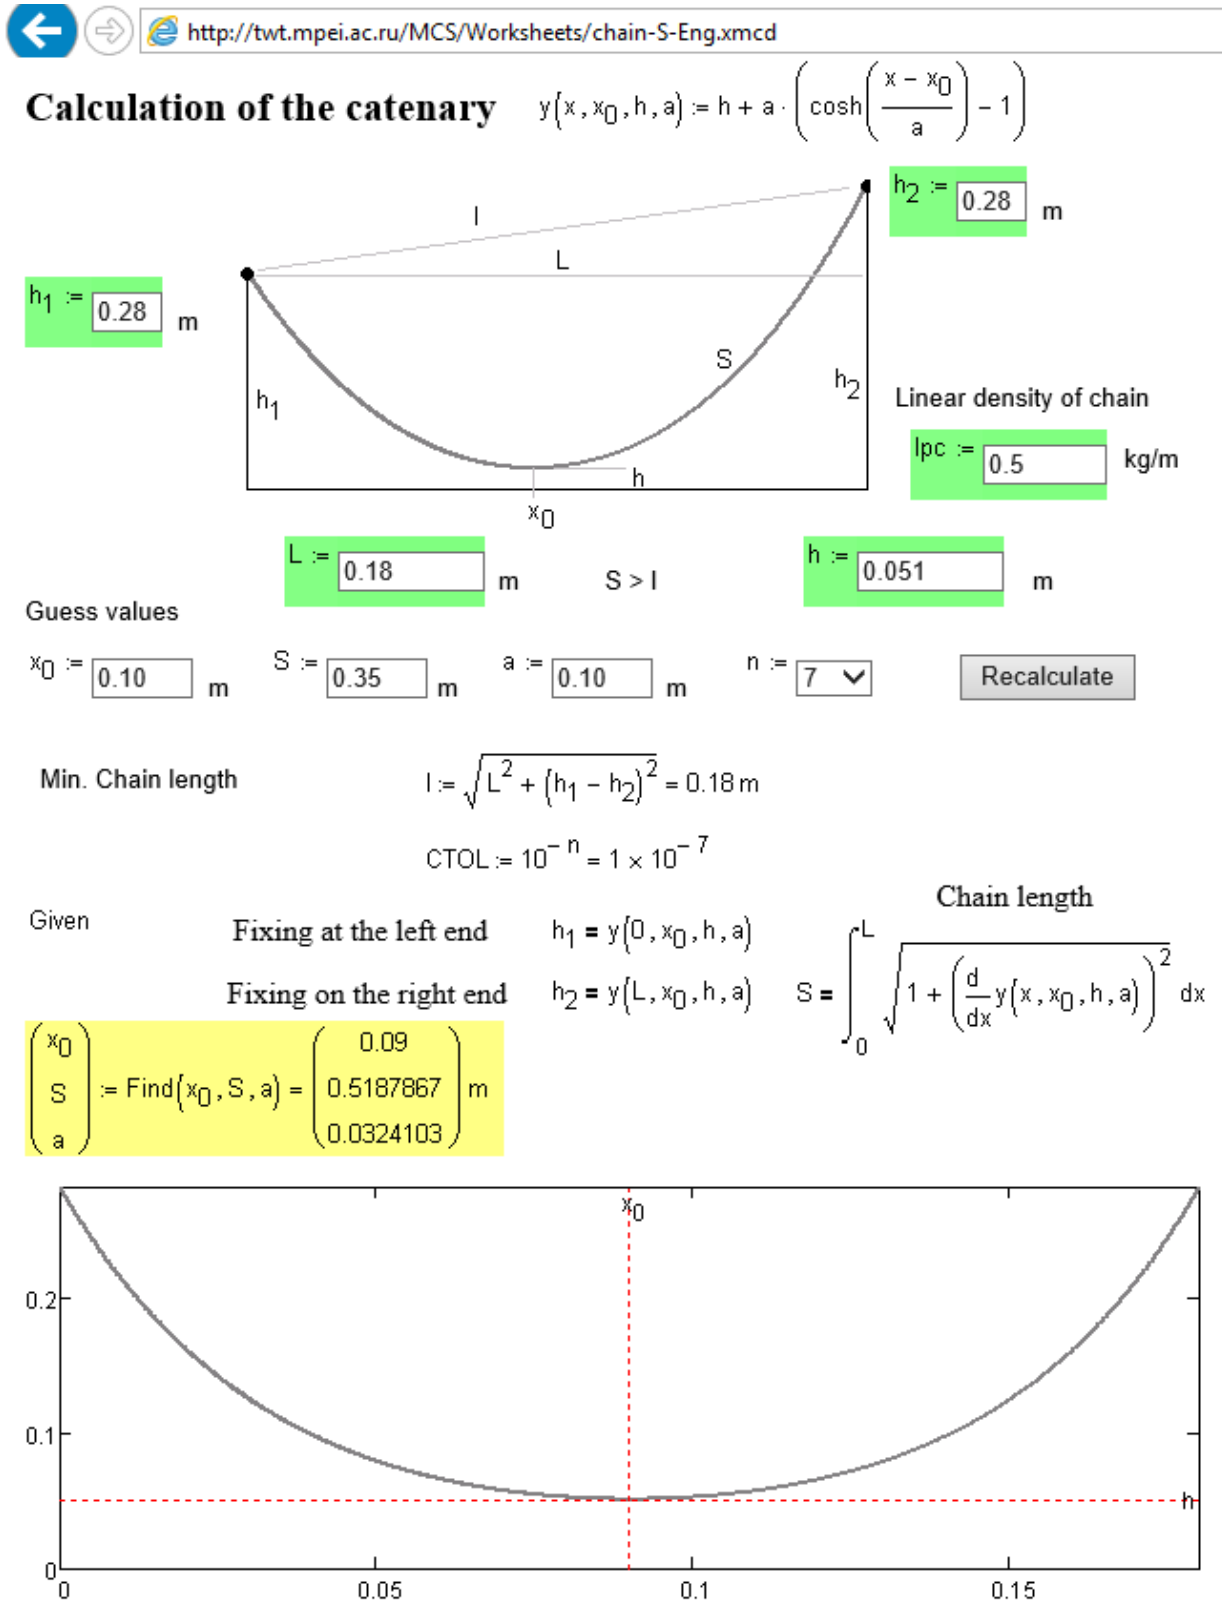 http://twt.mpei.ac.ru/MCS/Worksheets/chain-S-Eng.xmcd
Calculation of the catenary y(x, x0, h, a) := h + a · (cosh((x − x0)/a) − 1)
h2 := 0.28 m
l
L
h1 := 0.28 m
S
h1
h2
Linear density of chain
lpc := 0.5 kg/m
h
x0
L := 0.18 m S > l h := 0.051 m
Guess values
x0 := 0.10 m S := 0.35 m a := 0.10 m n := 7 Recalculate
Min. Chain length l := √(L^2 + (h1 − h2)^2) = 0.18 m
CTOL := 10^−n = 1 × 10^−7
Chain length
Given Fixing at the left end h1 = y(0, x0, h, a)
Fixing on the right end h2 = y(L, x0, h, a) S = ∫0^L √(1 + (d/dx y(x, x0, h, a))^2) dx
(x0 S a) := Find(x0, S, a) = (0.09 0.5187867 0.0324103) m
x0
0.2
0.1
h
0
0 0.05 0.1 0.15